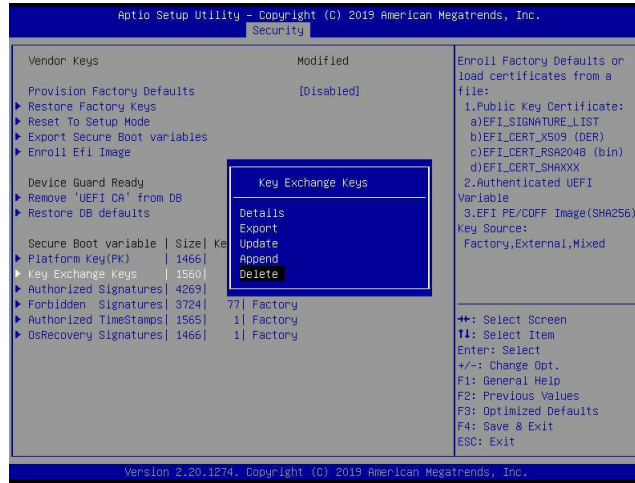 Aptio Setup Utility – Copyright (C) 2019 American Megatrends, Inc.
Security
Vendor Keys Modified
Provision Factory Defaults [Disabled]
Restore Factory Keys
Reset To Setup Mode
Export Secure Boot variables
Enroll Efi Image
Device Guard Ready
Remove 'UEFI CA' from DB
Restore DB defaults
Secure Boot variable | Size| Ke
Platform Key(PK) | 1466|
Key Exchange Keys | 1560|
Authorized Signatures| 4269|
Forbidden Signatures| 3724| 77| Factory
Authorized TimeStamps| 1565| 1| Factory
OsRecovery Signatures| 1466| 1| Factory
Key Exchange Keys
Details
Export
Update
Append
Delete
Enroll Factory Defaults or
load certificates from a
file:
1.Public Key Certificate:
a)EFI_SIGNATURE_LIST
b)EFI_CERT_X509 (DER)
c)EFI_CERT_RSA2048 (bin)
d)EFI_CERT_SHAXXX
2.Authenticated UEFI
Variable
3.EFI PE/COFF Image(SHA256)
Key Source:
Factory,External,Mixed
→←: Select Screen
↑↓: Select Item
Enter: Select
+/-: Change Opt.
F1: General Help
F2: Previous Values
F3: Optimized Defaults
F4: Save & Exit
ESC: Exit
Version 2.20.1274. Copyright (C) 2019 American Megatrends, Inc.